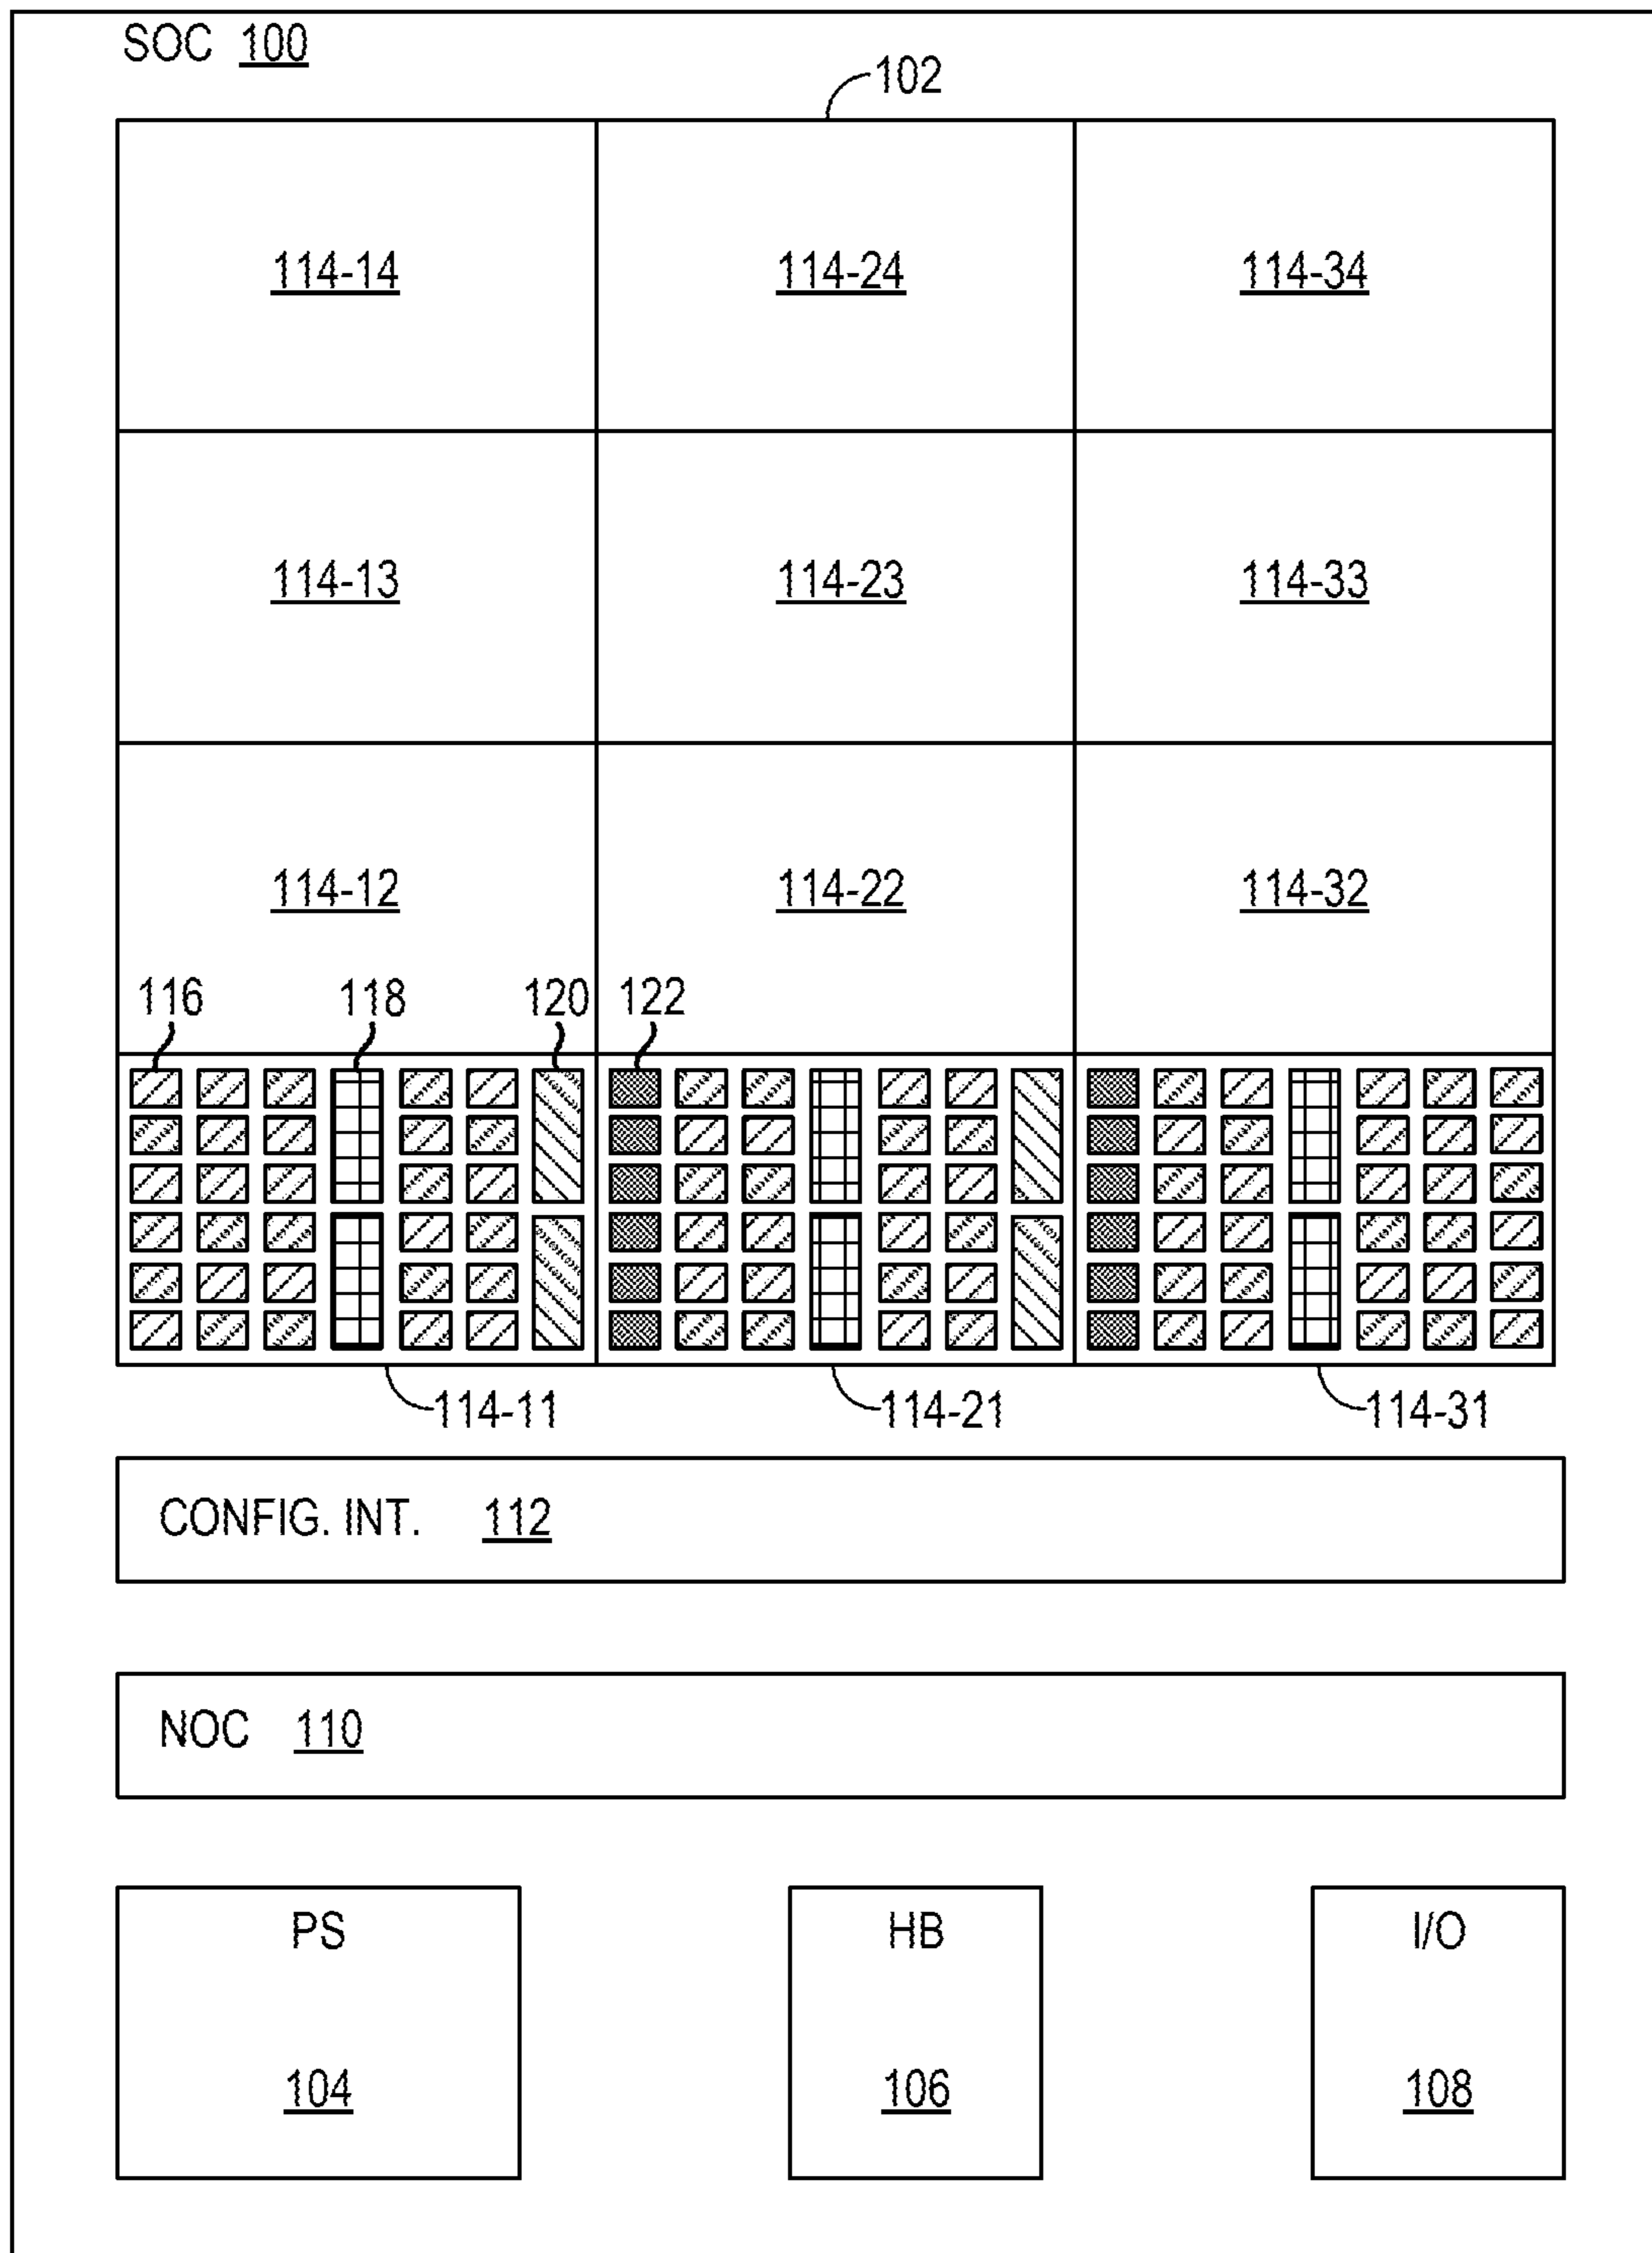 SOC 100
102
114-14 114-24 114-34
114-13 114-23 114-33
114-12 114-22 114-32
116 118 120 122
114-11 114-21 114-31
CONFIG. INT. 112
NOC 110
PS HB I/O
104 106 108